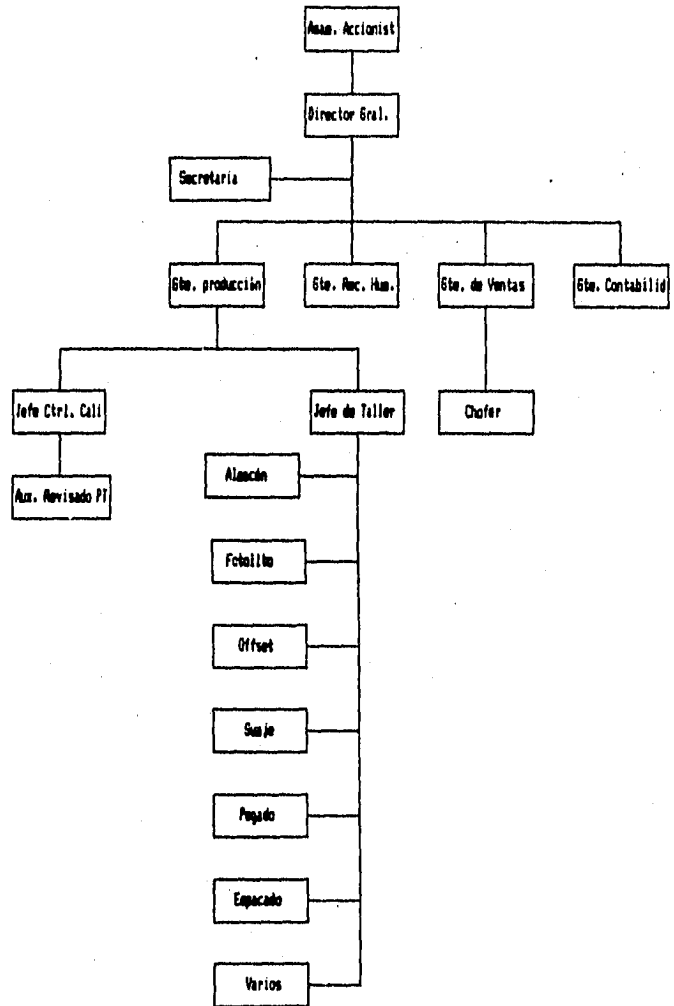 Asam. Accionist
Director Gral.
Secretaria
Gte. producción
Gte. Rec. Hum.
Gte. de Ventas
Gte. Contabilid
Jefe Ctrl. Cali
Jefe de Taller
Chofer
Aux. Revisado PT
Almacén
Fotolito
Offset
Suaje
Pegado
Empacado
Varios